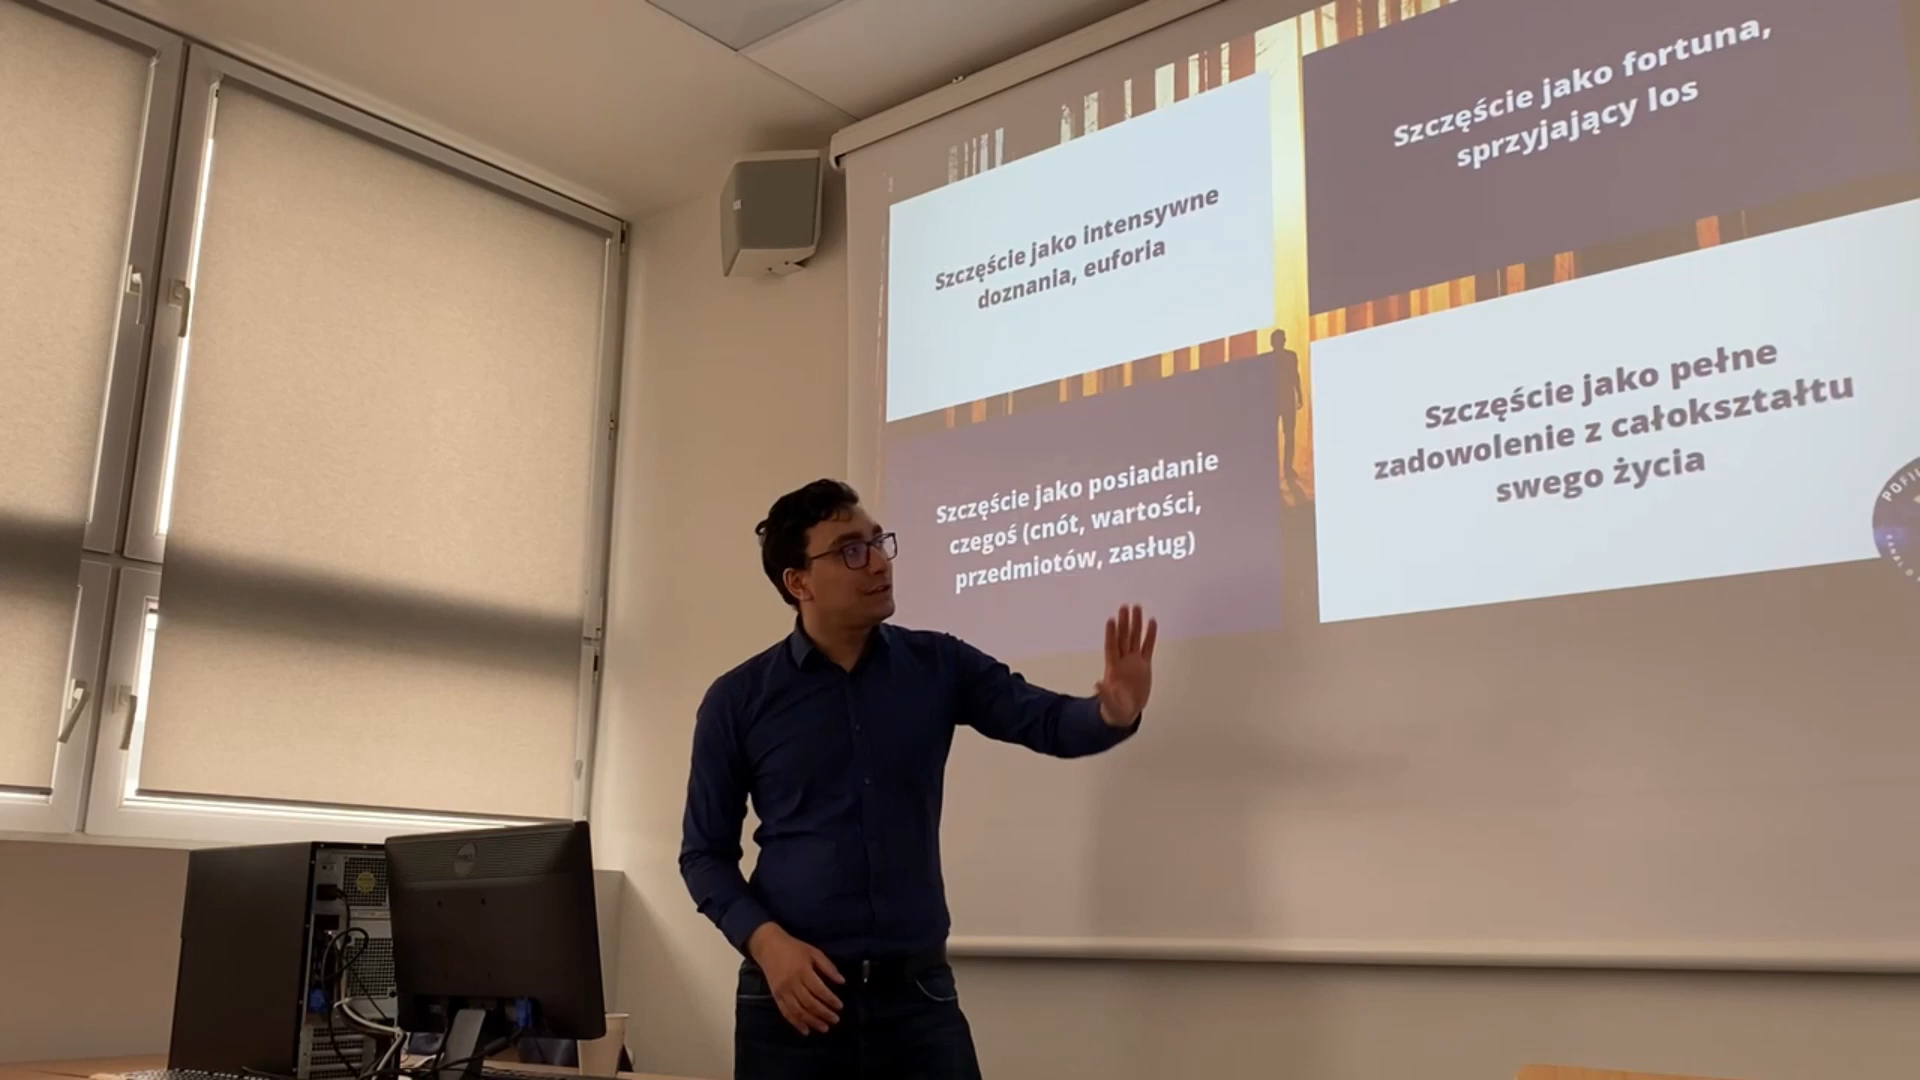 Szczęście jako intensywne
doznania, euforia
Szczęście jako fortuna,
sprzyjający los
Szczęście jako posiadanie
czegoś (cnót, wartości,
przedmiotów, zasług)
Szczęście jako pełne
zadowolenie z całokształtu
swego życia